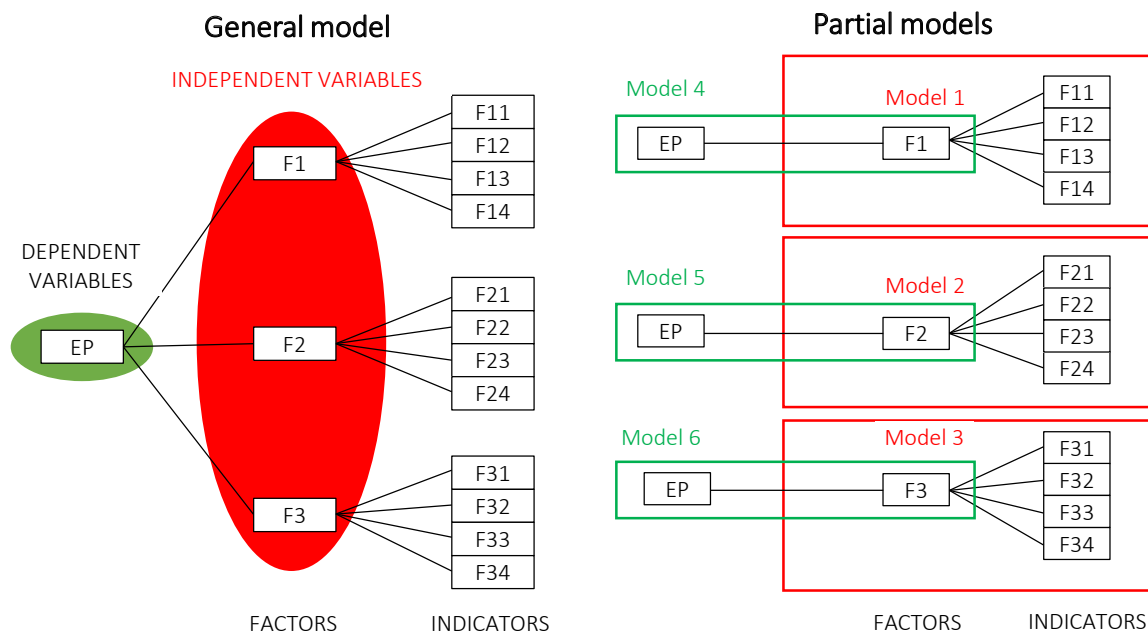 General model
INDEPENDENT VARIABLES
F11
F12
F13
F14
F1
DEPENDENT
VARIABLES
EP
F2
F21
F22
F23
F24
F3
F31
F32
F33
F34
FACTORS
INDICATORS
Partial models
Model 4
Model 1
EP
F1
F11
F12
F13
F14
Model 5
Model 2
EP
F2
F21
F22
F23
F24
Model 6
Model 3
EP
F3
F31
F32
F33
F34
FACTORS
INDICATORS